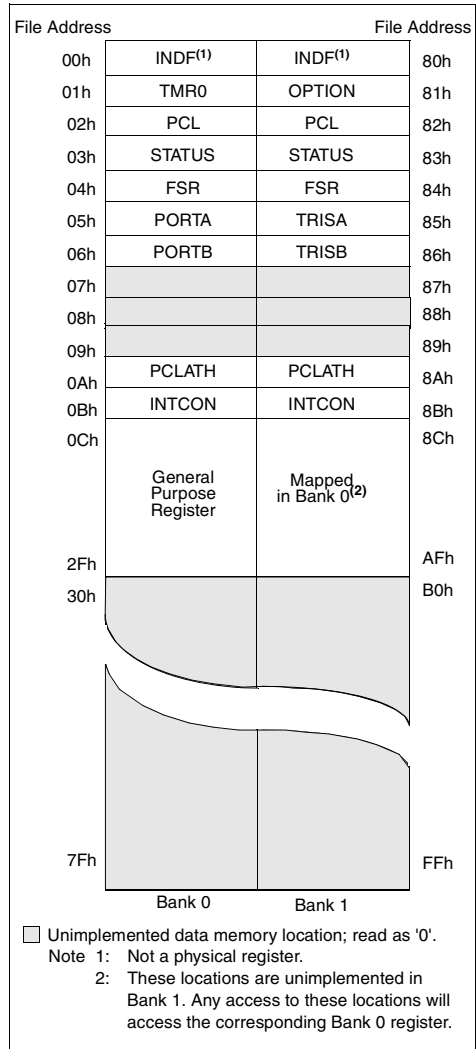 File Address File Address
00h INDF(1) INDF(1) 80h
01h TMR0 OPTION 81h
02h PCL PCL 82h
03h STATUS STATUS 83h
04h FSR FSR 84h
05h PORTA TRISA 85h
06h PORTB TRISB 86h
07h 87h
08h 88h
09h 89h
0Ah PCLATH PCLATH 8Ah
0Bh INTCON INTCON 8Bh
0Ch 8Ch
General Mapped
Purpose in Bank 0(2)
Register
2Fh AFh
30h B0h
7Fh FFh
Bank 0 Bank 1
Unimplemented data memory location; read as '0'.
Note 1: Not a physical register.
2: These locations are unimplemented in
Bank 1. Any access to these locations will
access the corresponding Bank 0 register.